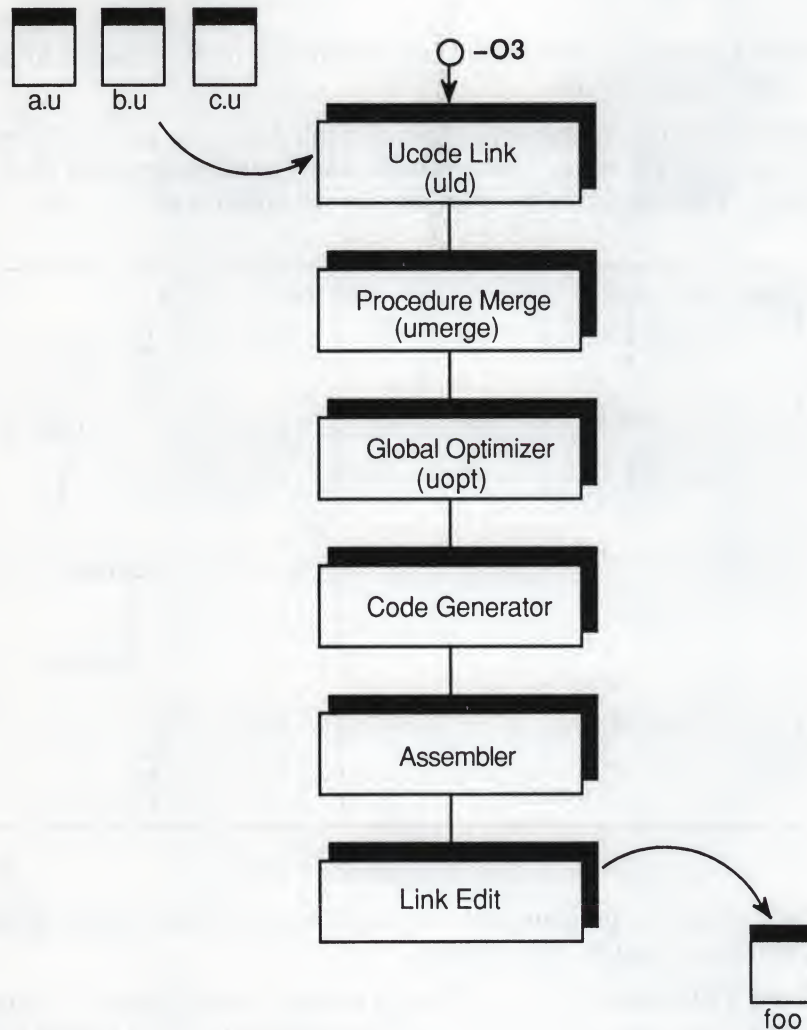 a.u b.u c.u
–O3
Ucode Link
(uld)
Procedure Merge
(umerge)
Global Optimizer
(uopt)
Code Generator
Assembler
Link Edit
foo